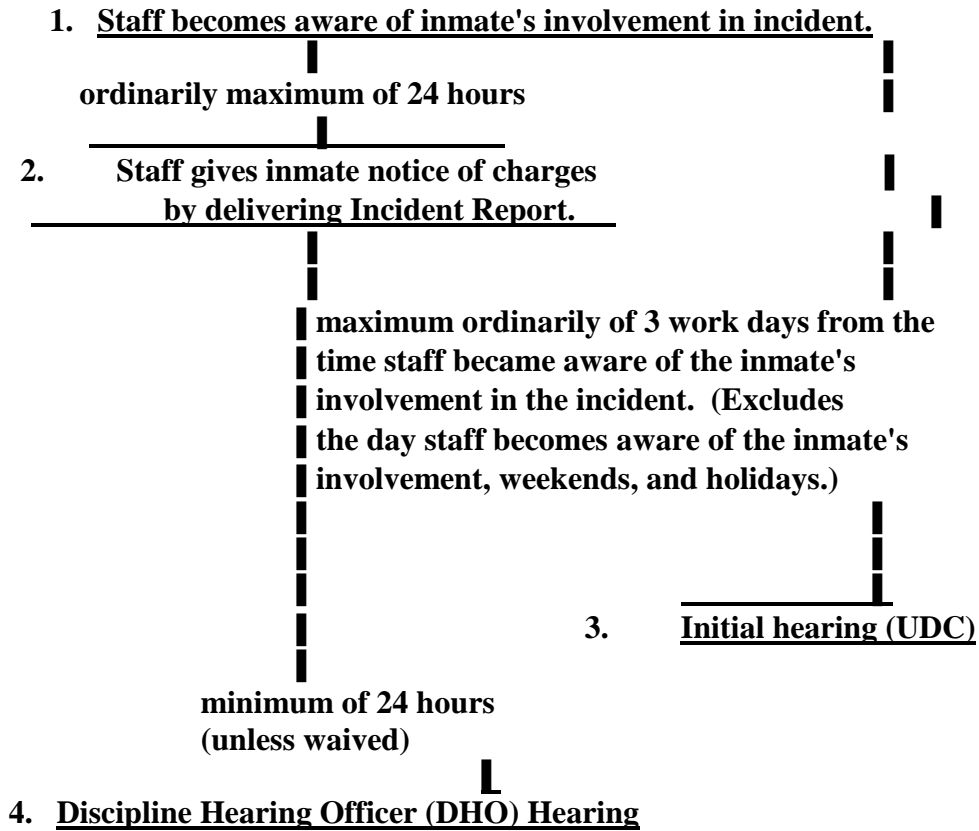 1. Staff becomes aware of inmate's involvement in incident.
ordinarily maximum of 24 hours
2. Staff gives inmate notice of charges
by delivering Incident Report.
maximum ordinarily of 3 work days from the
time staff became aware of the inmate's
involvement in the incident. (Excludes
the day staff becomes aware of the inmate's
involvement, weekends, and holidays.)
3. Initial hearing (UDC)
minimum of 24 hours
(unless waived)
4. Discipline Hearing Officer (DHO) Hearing